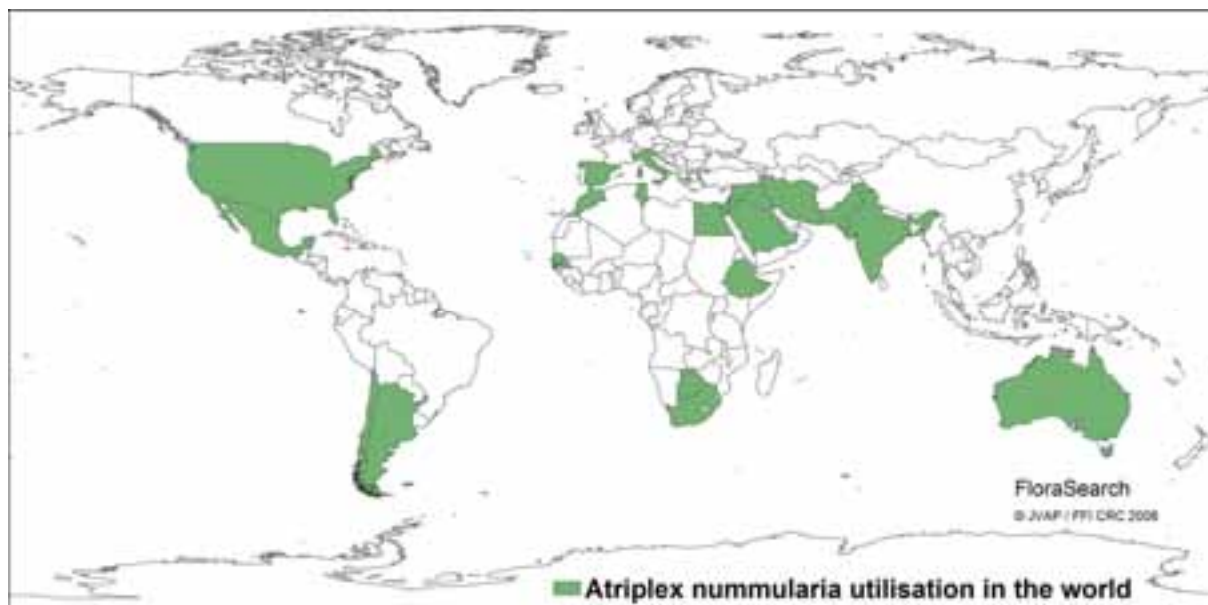 FloraSearch
© JVAP / FFI CRC 2006
Atriplex nummularia utilisation in the world